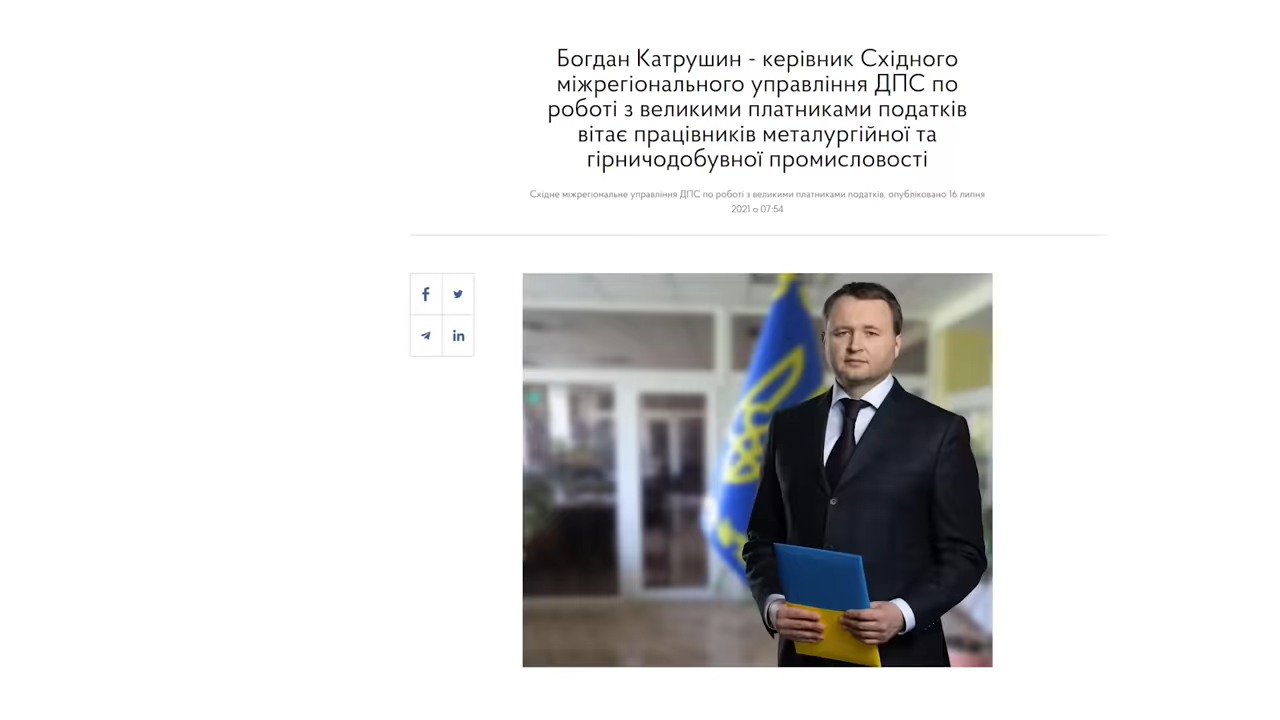 Богдан Катрушин - керівник Східного
міжрегіонального управління ДПС по
роботі з великими платниками податків
вітає працівників металургійної та
гірничодобувної промисловості
Східне міжрегіональне управління ДПС по роботі з великими платниками податків, опубліковано 16 липня
2021 о 07:54